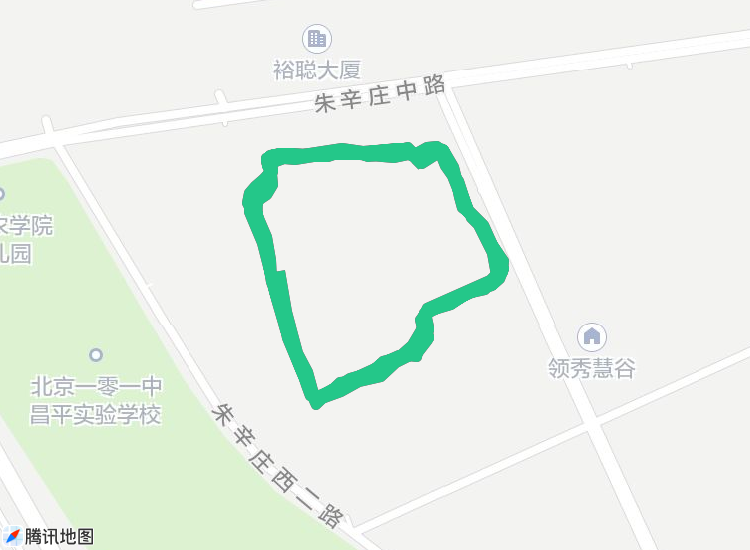 裕聪大厦
朱辛庄中路
农学院
儿园
领秀慧谷
北京一零一中
昌平实验学校
朱辛庄西二路
腾讯地图